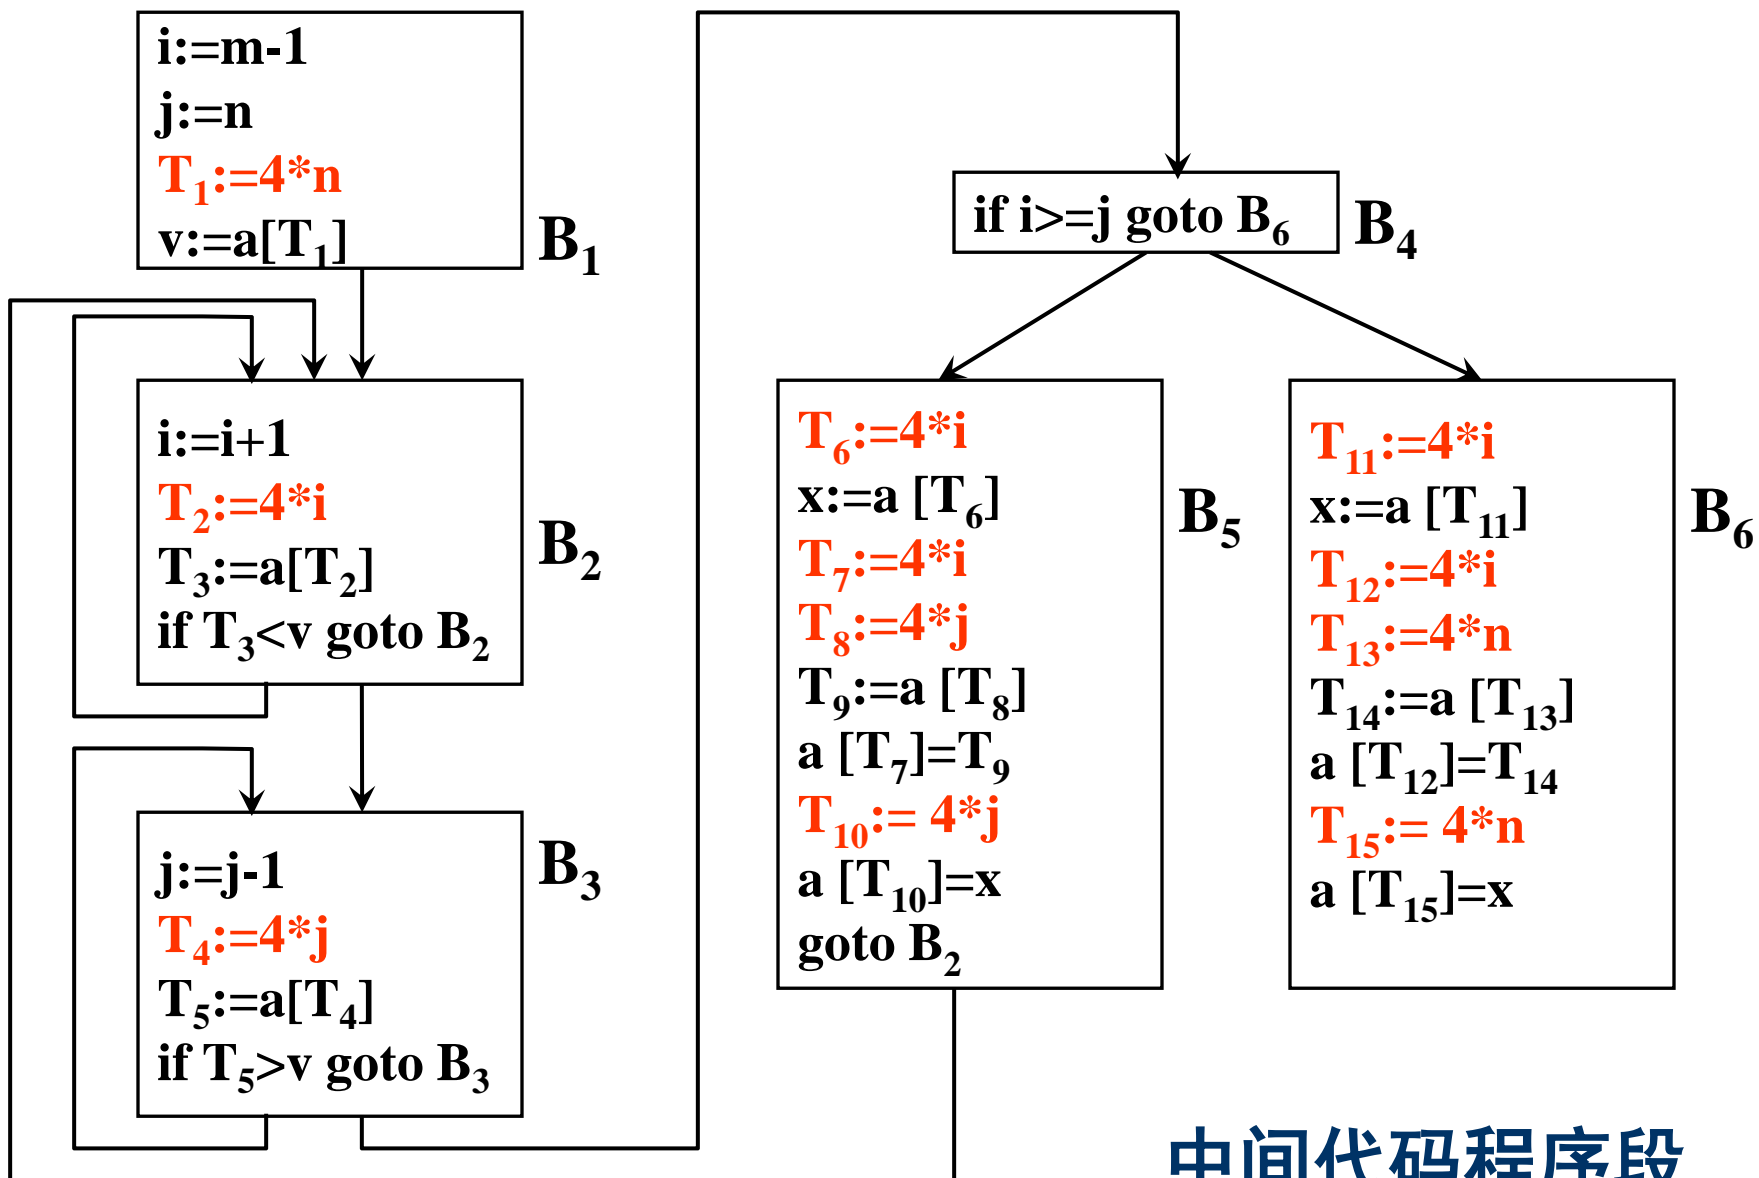 i:=m-1
j:=n
T₁:=4*n
v:=a[T₁]
B₁
i:=i+1
T₂:=4*i
T₃:=a[T₂]
if T₃<v goto B₂
B₂
j:=j-1
T₄:=4*j
T₅:=a[T₄]
if T₅>v goto B₃
B₃
if i>=j goto B₆
B₄
T₆:=4*i
x:=a [T₆]
T₇:=4*i
T₈:=4*j
T₉:=a [T₈]
a [T₇]=T₉
T₁₀:= 4*j
a [T₁₀]=x
goto B₂
B₅
T₁₁:=4*i
x:=a [T₁₁]
T₁₂:=4*i
T₁₃:=4*n
T₁₄:=a [T₁₃]
a [T₁₂]=T₁₄
T₁₅:= 4*n
a [T₁₅]=x
B₆
中间代码程序段